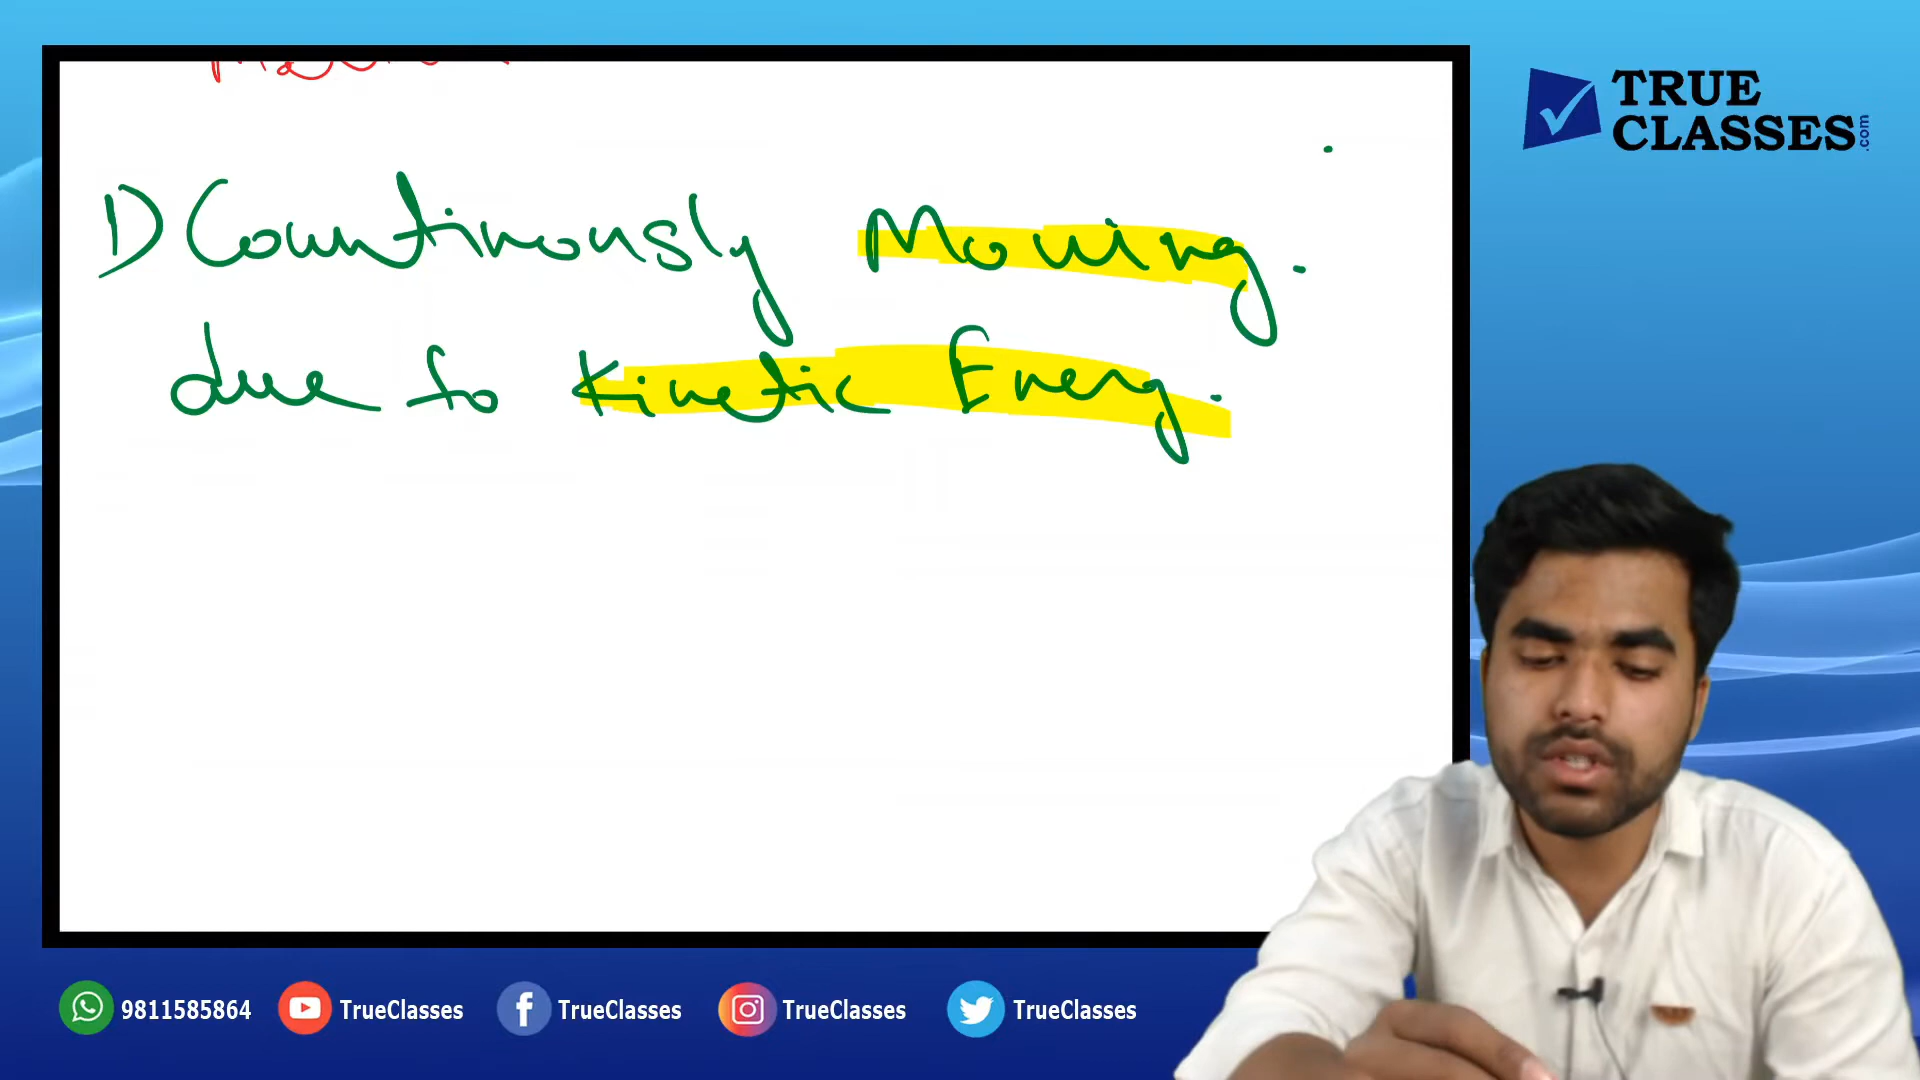 TRUE
CLASSES.com
1) Countinously Moving.
due to Kinetic Energy.
9811585864 TrueClasses TrueClasses TrueClasses TrueClasses